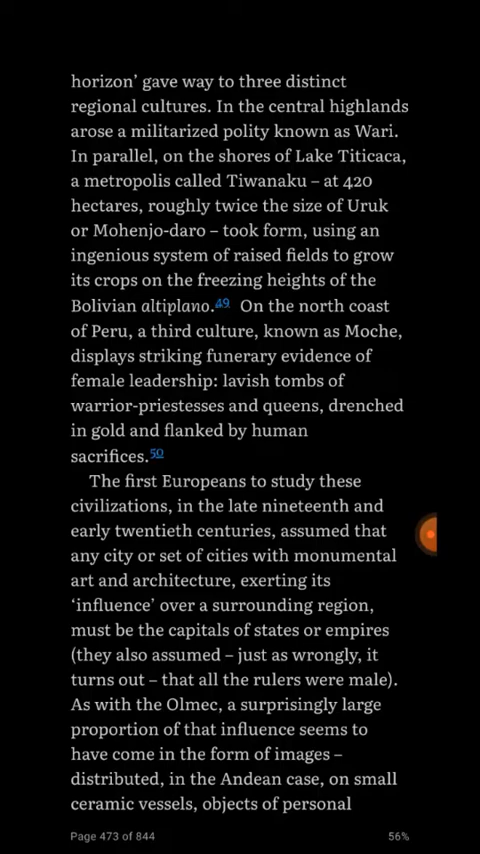 horizon’ gave way to three distinct
regional cultures. In the central highlands
arose a militarized polity known as Wari.
In parallel, on the shores of Lake Titicaca,
a metropolis called Tiwanaku – at 420
hectares, roughly twice the size of Uruk
or Mohenjo-daro – took form, using an
ingenious system of raised fields to grow
its crops on the freezing heights of the
Bolivian altiplano.49 On the north coast
of Peru, a third culture, known as Moche,
displays striking funerary evidence of
female leadership: lavish tombs of
warrior-priestesses and queens, drenched
in gold and flanked by human
sacrifices.50
The first Europeans to study these
civilizations, in the late nineteenth and
early twentieth centuries, assumed that
any city or set of cities with monumental
art and architecture, exerting its
‘influence’ over a surrounding region,
must be the capitals of states or empires
(they also assumed – just as wrongly, it
turns out – that all the rulers were male).
As with the Olmec, a surprisingly large
proportion of that influence seems to
have come in the form of images –
distributed, in the Andean case, on small
ceramic vessels, objects of personal
Page 473 of 844 56%